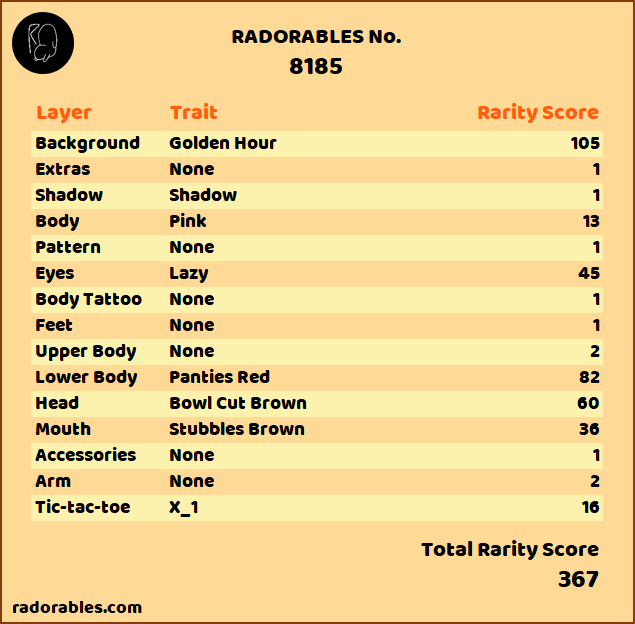 RADORABLES No.
8185
Layer Trait Rarity Score
Background Golden Hour 105
Extras None 1
Shadow Shadow 1
Body Pink 13
Pattern None 1
Eyes Lazy 45
Body Tattoo None 1
Feet None 1
Upper Body None 2
Lower Body Panties Red 82
Head Bowl Cut Brown 60
Mouth Stubbles Brown 36
Accessories None 1
Arm None 2
Tic-tac-toe X_1 16
Total Rarity Score
367
radorables.com